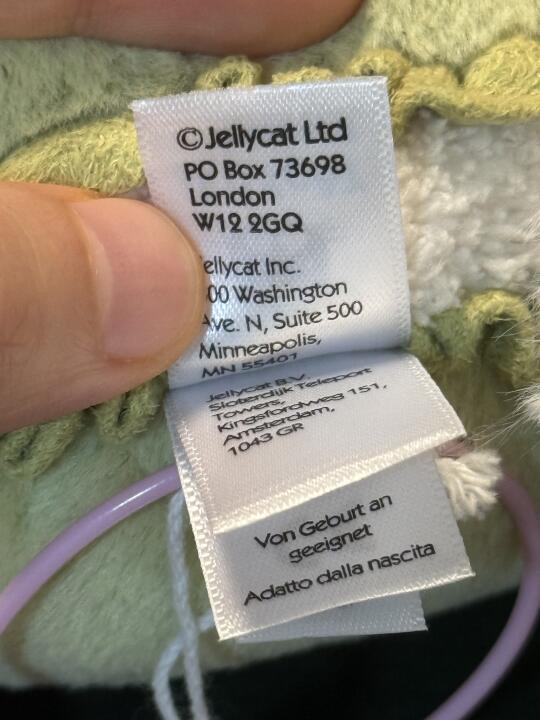 ©Jellycat Ltd
PO Box 73698
London
W12 2GQ
ellycat Inc.
00 Washington
Ave. N, Suite 500
Minneapolis,
MN 55401
Jellycat B.V.
Sloterdijk Teleport
Towers,
Kingsfordweg 151,
Amsterdam,
1043 GR
Von Geburt an
geeignet
Adatto dalla nascita